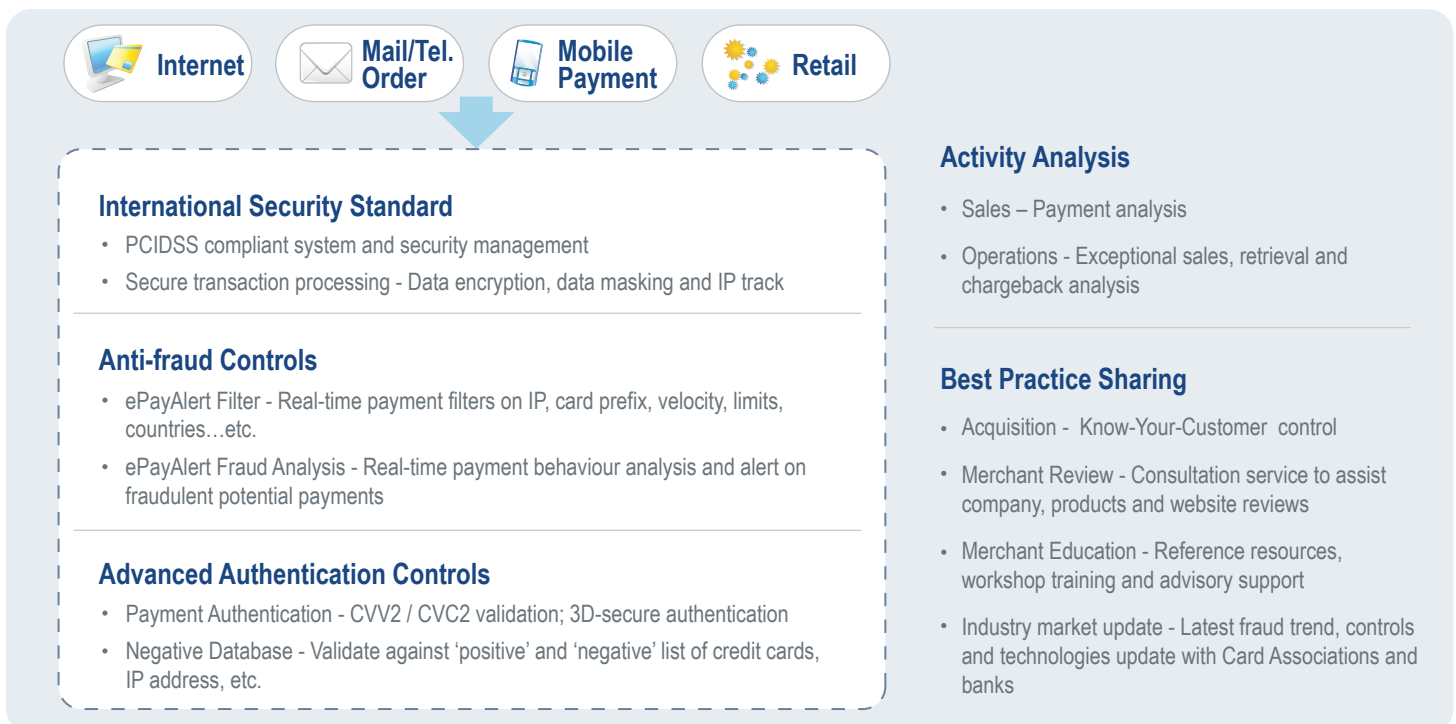 Internet
Mail/Tel.
Order
Mobile
Payment
Retail
International Security Standard
• PCIDSS compliant system and security management
• Secure transaction processing - Data encryption, data masking and IP track
Anti-fraud Controls
• ePayAlert Filter - Real-time payment filters on IP, card prefix, velocity, limits,
countries…etc.
• ePayAlert Fraud Analysis - Real-time payment behaviour analysis and alert on
fraudulent potential payments
Advanced Authentication Controls
• Payment Authentication - CVV2 / CVC2 validation; 3D-secure authentication
• Negative Database - Validate against ‘positive’ and ‘negative’ list of credit cards,
IP address, etc.
Activity Analysis
• Sales – Payment analysis
• Operations - Exceptional sales, retrieval and
chargeback analysis
Best Practice Sharing
• Acquisition - Know-Your-Customer control
• Merchant Review - Consultation service to assist
company, products and website reviews
• Merchant Education - Reference resources,
workshop training and advisory support
• Industry market update - Latest fraud trend, controls
and technologies update with Card Associations and
banks